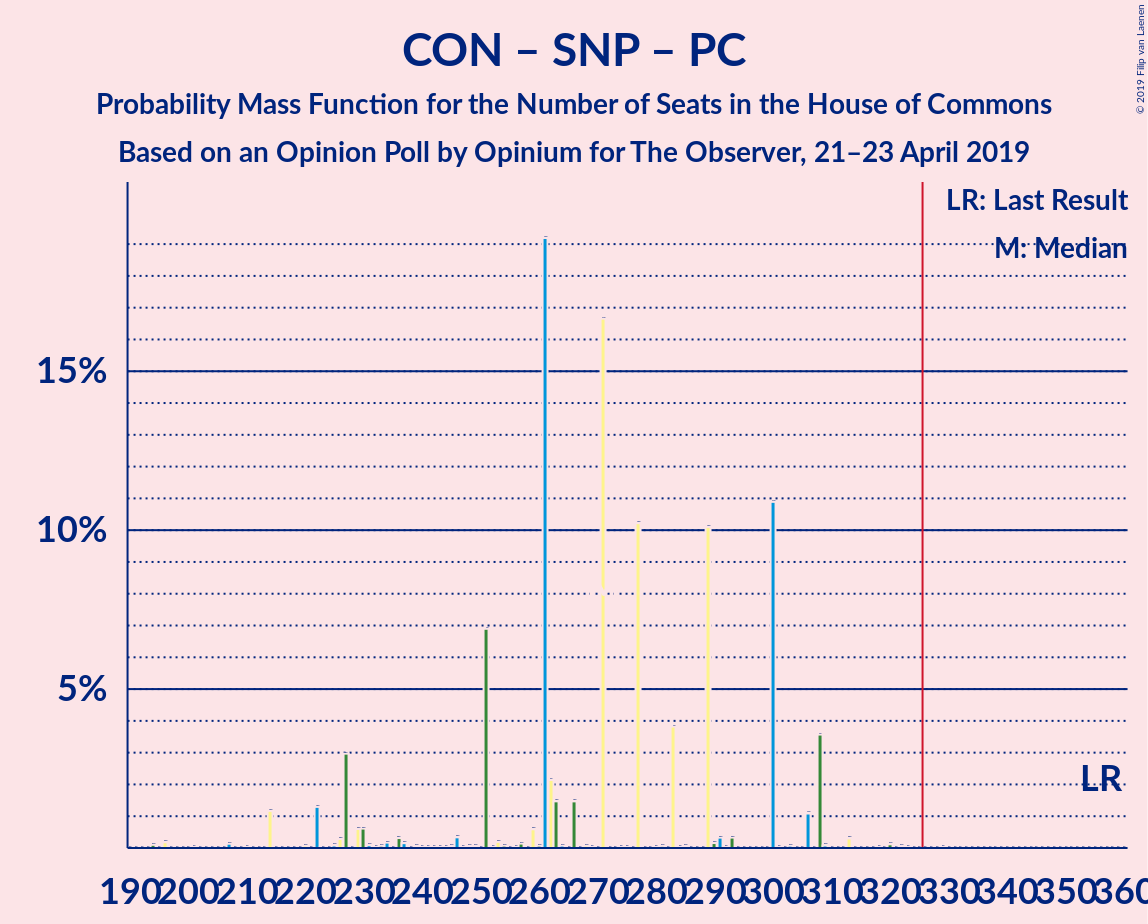 CON – SNP – PC
Probability Mass Function for the Number of Seats in the House of Commons
Based on an Opinion Poll by Opinium for The Observer, 21–23 April 2019
© 2019 Filip van Laenen
LR: Last Result
M: Median
15%
10%
5%
LR
190 200 210 220 230 240 250 260 270 280 290 300 310 320 330 340 350 360